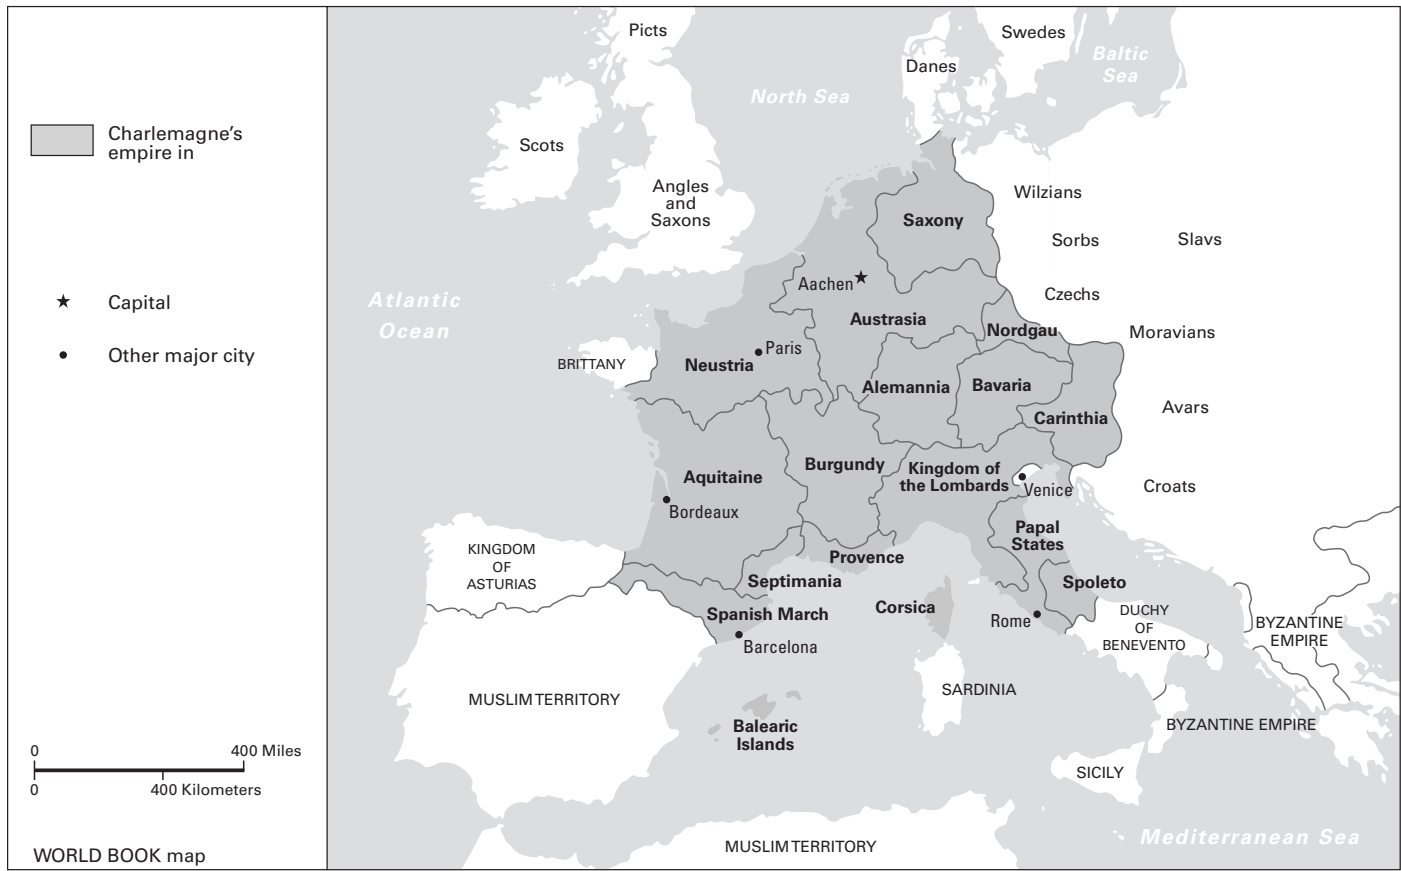 Charlemagne's
empire in
Capital
Other major city
0
400 Miles
0
400 Kilometers
WORLD BOOK map
Picts
Swedes
Baltic
Sea
Danes
North Sea
Scots
Angles
and
Saxons
Wilzians
Saxony
Sorbs
Slavs
Aachen
Atlantic
Ocean
Czechs
Austrasia
Nordgau
Moravians
Paris
BRITTANY
Neustria
Alemannia
Bavaria
Avars
Carinthia
Aquitaine
Burgundy
Kingdom of
the Lombards
Venice
Croats
Bordeaux
Papal
States
KINGDOM
OF
ASTURIAS
Provence
Septimania
Spoleto
Spanish March
Corsica
Rome
DUCHY
OF
BENEVENTO
BYZANTINE
EMPIRE
Barcelona
MUSLIM TERRITORY
SARDINIA
Balearic
Islands
BYZANTINE EMPIRE
SICILY
Mediterranean Sea
MUSLIM TERRITORY